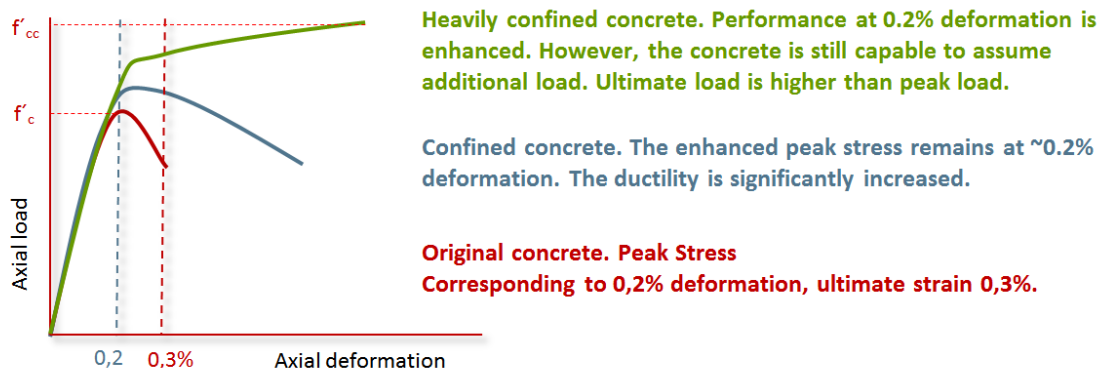 f´cc
f´c
Axial load
0,2
0,3%
Axial deformation
Heavily confined concrete. Performance at 0.2% deformation is
enhanced. However, the concrete is still capable to assume
additional load. Ultimate load is higher than peak load.
Confined concrete. The enhanced peak stress remains at ~0.2%
deformation. The ductility is significantly increased.
Original concrete. Peak Stress
Corresponding to 0,2% deformation, ultimate strain 0,3%.